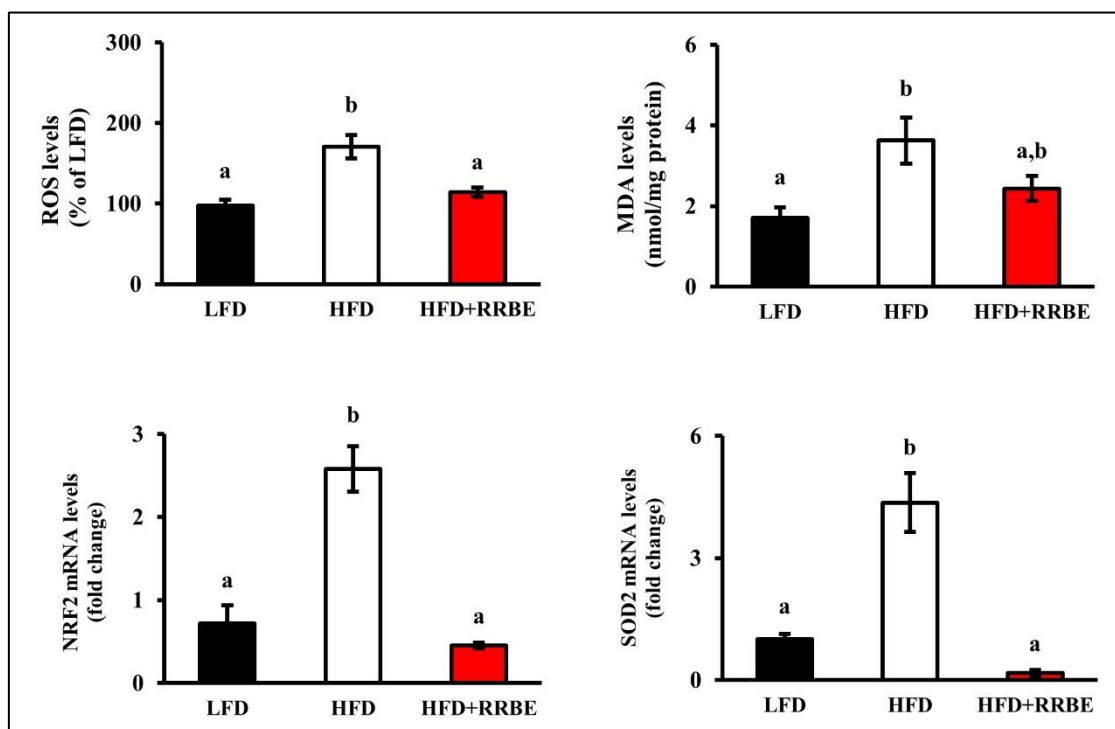 ROS levels
(% of LFD)
300
200
100
0
a
b
a
LFD
HFD
HFD+RRBE
MDA levels
(nmol/mg protein)
6
4
2
0
a
b
a,b
LFD
HFD
HFD+RRBE
NRF2 mRNA levels
(fold change)
3
2
1
0
a
b
a
LFD
HFD
HFD+RRBE
SOD2 mRNA levels
(fold change)
6
3
0
a
b
a
LFD
HFD
HFD+RRBE